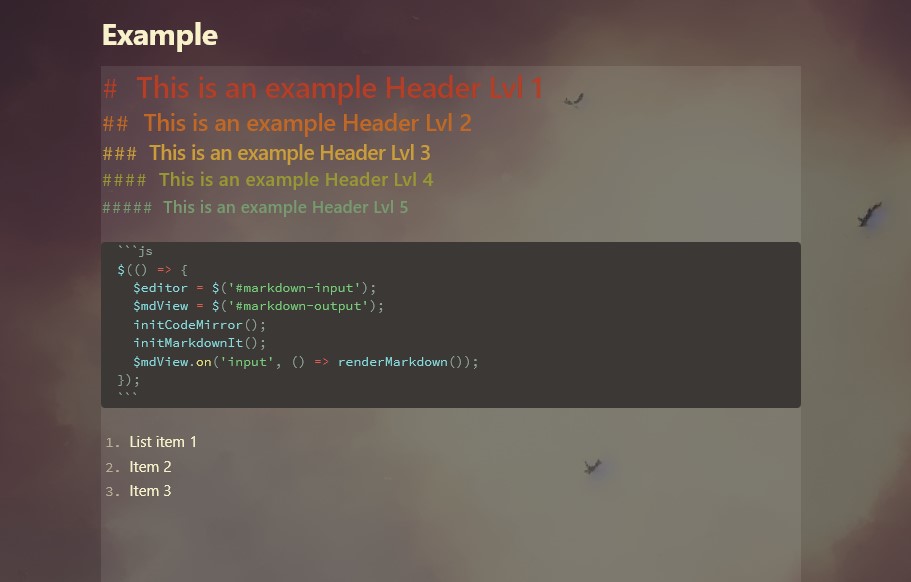 Example
# This is an example Header Lvl 1
## This is an example Header Lvl 2
### This is an example Header Lvl 3
#### This is an example Header Lvl 4
##### This is an example Header Lvl 5
```js
$(() => {
  $editor = $('#markdown-input');
  $mdView = $('#markdown-output');
  initCodeMirror();
  initMarkdownIt();
  $mdView.on('input', () => renderMarkdown());
});
```
1. List item 1
2. Item 2
3. Item 3